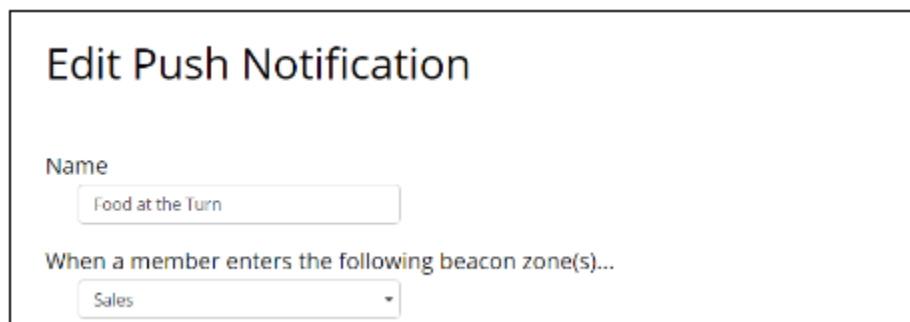 Edit Push Notification
Name
Food at the Turn
When a member enters the following beacon zone(s)...
Sales